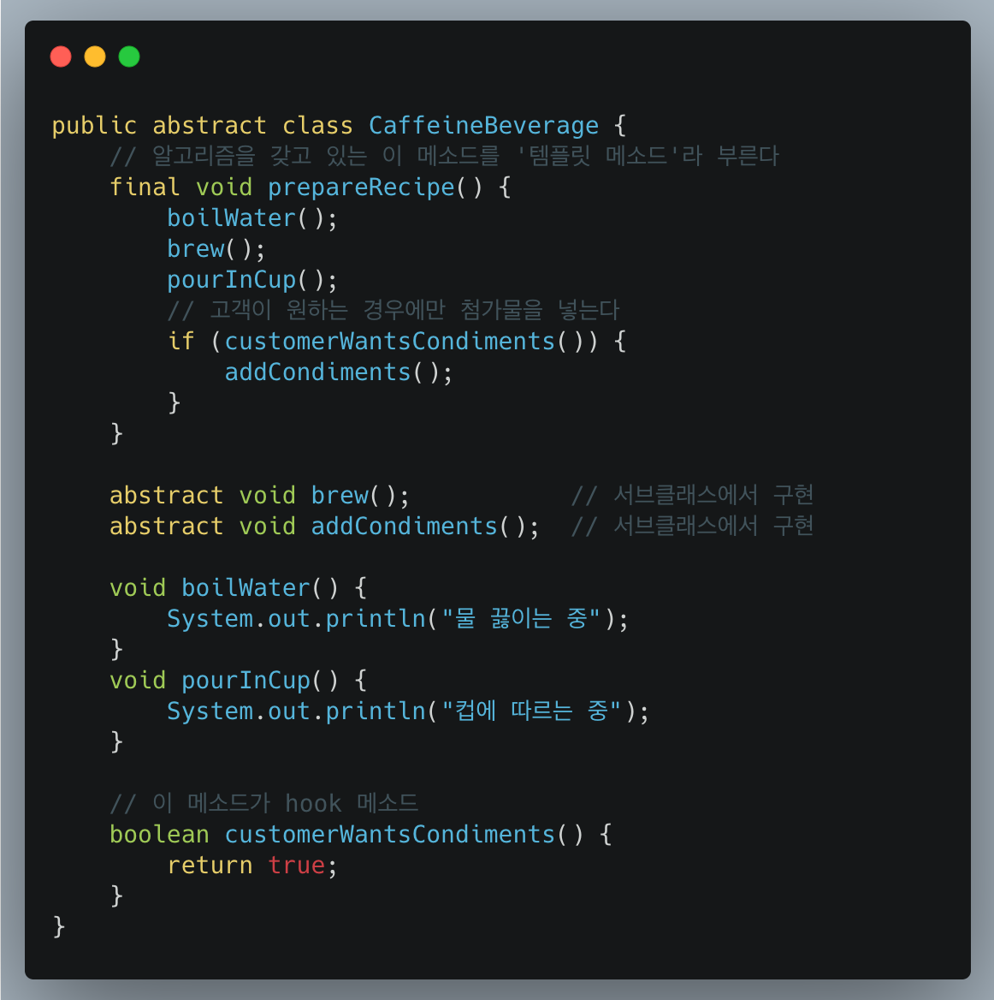 public abstract class CaffeineBeverage {
    // 알고리즘을 갖고 있는 이 메소드를 '템플릿 메소드'라 부른다
    final void prepareRecipe() {
        boilWater();
        brew();
        pourInCup();
        // 고객이 원하는 경우에만 첨가물을 넣는다
        if (customerWantsCondiments()) {
            addCondiments();
        }
    }

    abstract void brew();           // 서브클래스에서 구현
    abstract void addCondiments();  // 서브클래스에서 구현

    void boilWater() {
        System.out.println("물 끓이는 중");
    }
    void pourInCup() {
        System.out.println("컵에 따르는 중");
    }

    // 이 메소드가 hook 메소드
    boolean customerWantsCondiments() {
        return true;
    }
}